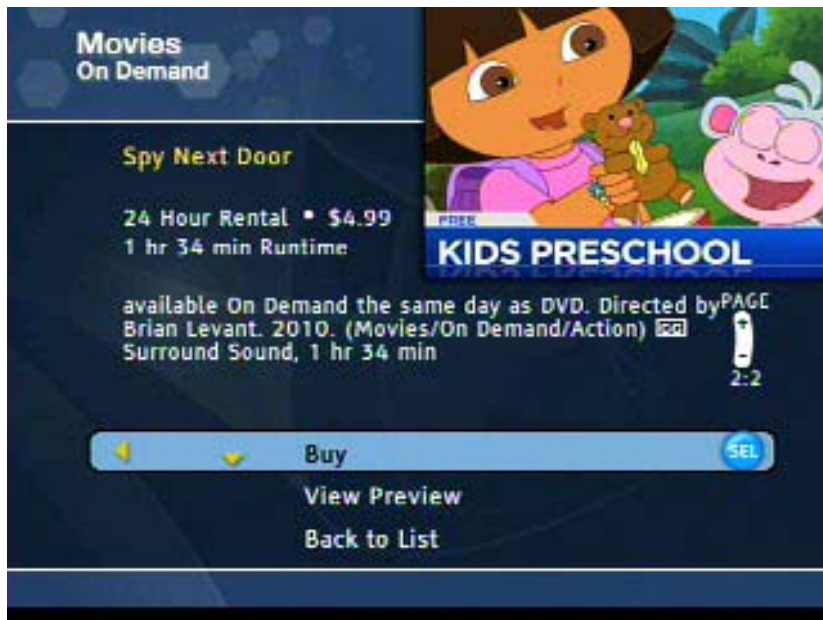 Movies
On Demand
Spy Next Door
24 Hour Rental • $4.99
1 hr 34 min Runtime
FREE
KIDS PRESCHOOL
available On Demand the same day as DVD. Directed by
Brian Levant. 2010. (Movies/On Demand/Action) CC
Surround Sound, 1 hr 34 min
PAGE
+
-
2:2
Buy
SEL
View Preview
Back to List